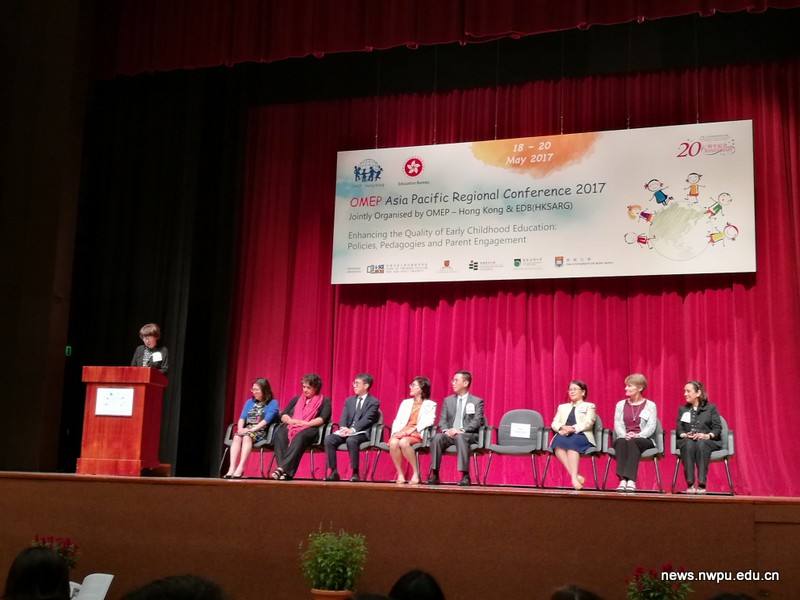 18 - 20
May 2017
20
Education Bureau
OMEP Asia Pacific Regional Conference 2017
Jointly Organised by OMEP – Hong Kong & EDB(HKSARG)
Enhancing the Quality of Early Childhood Education:
Policies, Pedagogies and Parent Engagement
news.nwpu.edu.cn